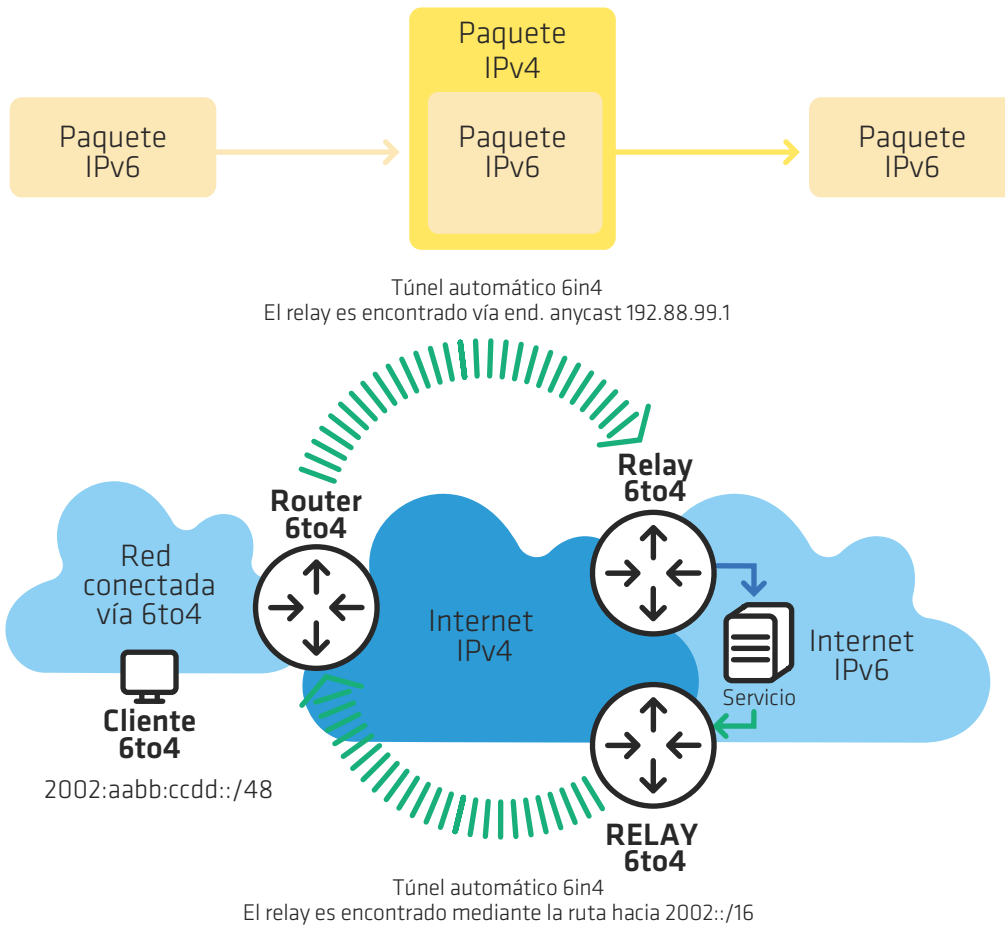 Paquete
IPv6
Paquete
IPv4
Paquete
IPv6
Paquete
IPv6
Túnel automático 6in4
El relay es encontrado vía end. anycast 192.88.99.1
Router
6to4
Relay
6to4
Red
conectada
vía 6to4
Internet
IPv4
Internet
IPv6
Servicio
Cliente
6to4
2002:aabb:ccdd::/48
RELAY
6to4
Túnel automático 6in4
El relay es encontrado mediante la ruta hacia 2002::/16